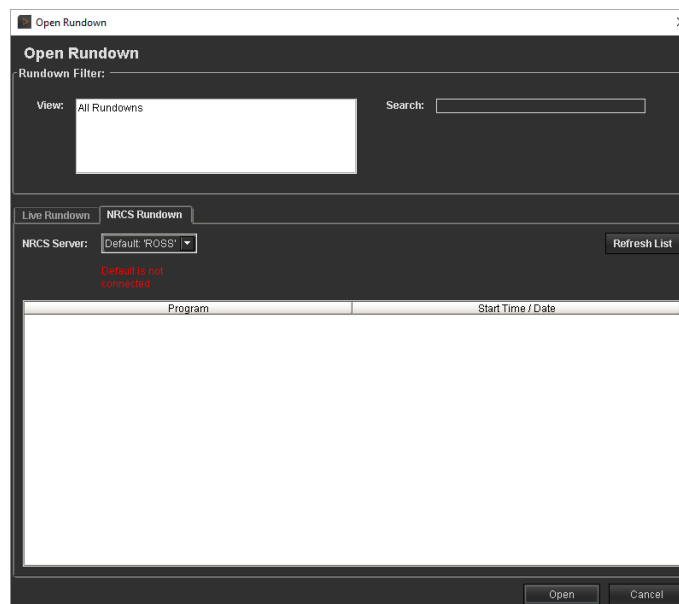 Open Rundown
Open Rundown
Rundown Filter:
View:
All Rundowns
Search:
Live Rundown
NRCS Rundown
NRCS Server:
Default: 'ROSS'
Refresh List
Default is not
connected
Program
Start Time / Date
Open
Cancel